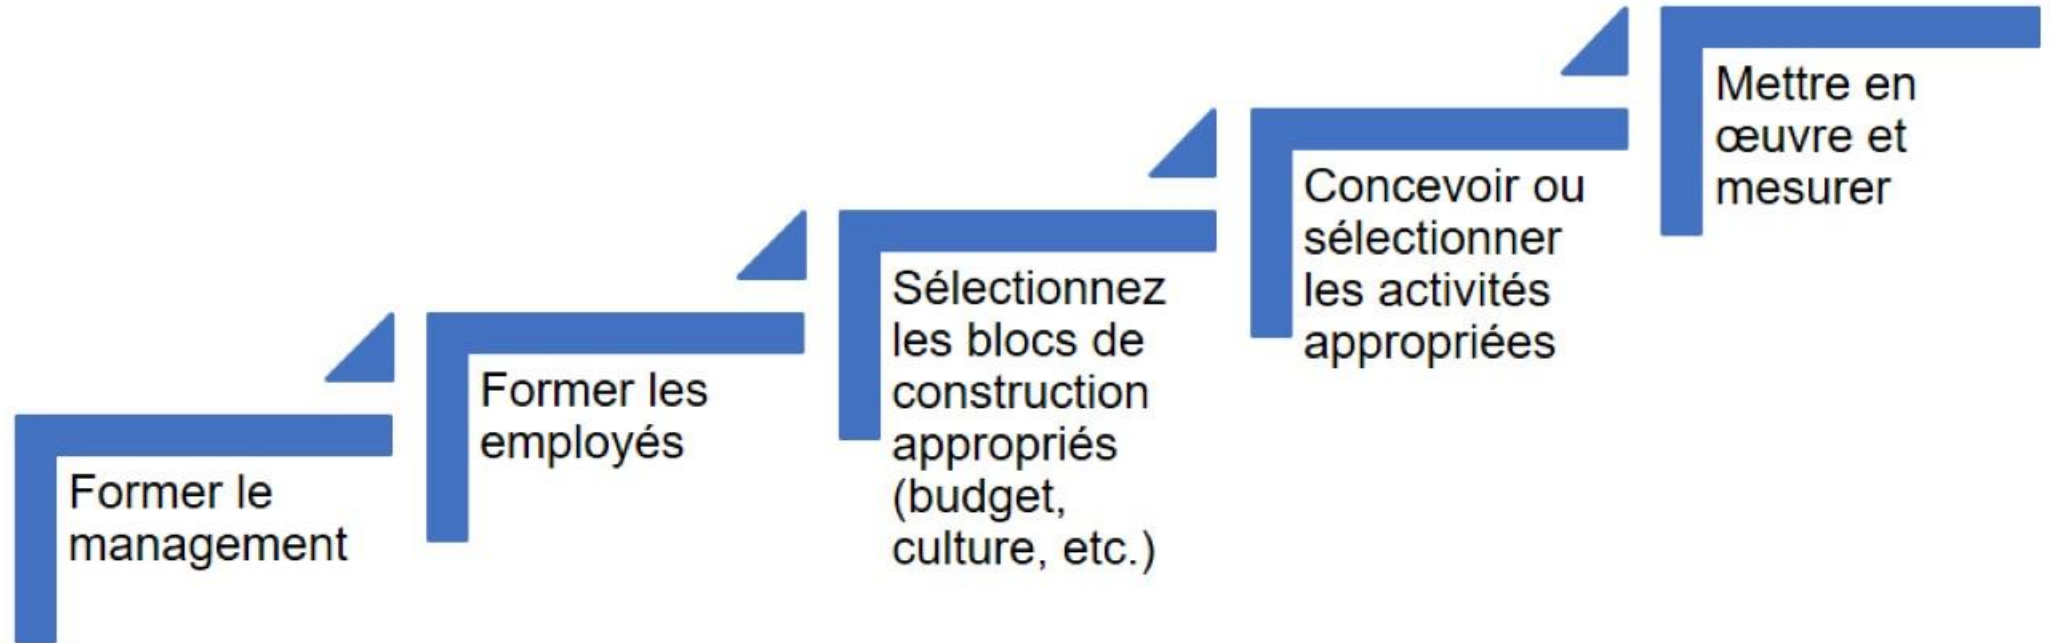 Former le
management
Former les
employés
Sélectionnez
les blocs de
construction
appropriés
(budget,
culture, etc.)
Concevoir ou
sélectionner
les activités
appropriées
Mettre en
œuvre et
mesurer